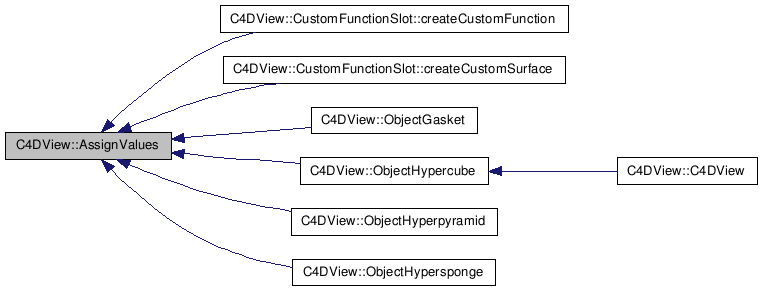 C4DView::CustomFunctionSlot::createCustomFunction
C4DView::CustomFunctionSlot::createCustomSurface
C4DView::ObjectGasket
C4DView::AssignValues
C4DView::ObjectHypercube
C4DView::C4DView
C4DView::ObjectHyperpyramid
C4DView::ObjectHypersponge